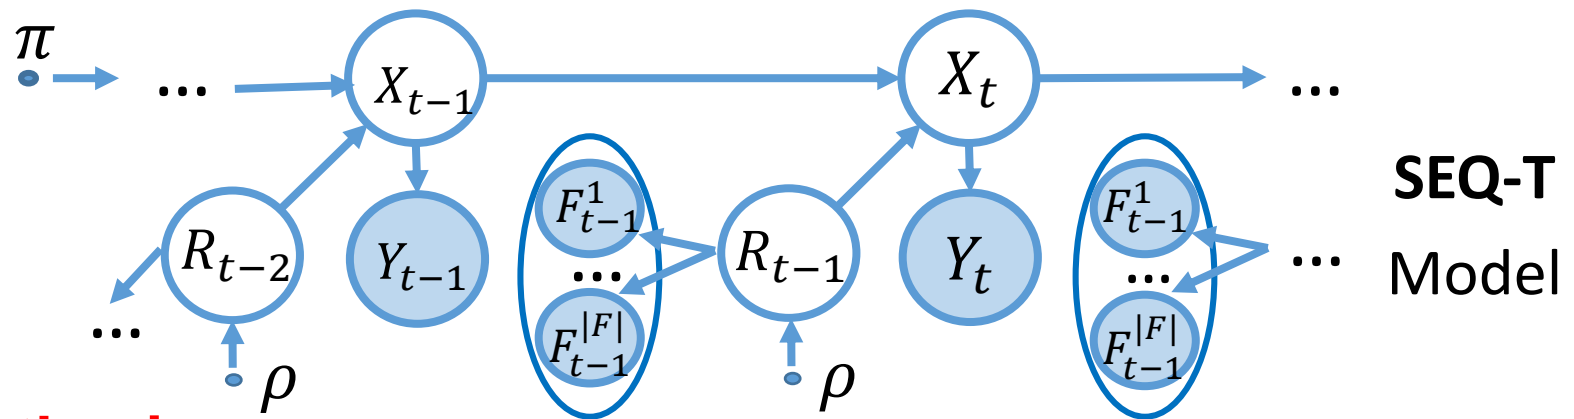 π
... X_{t−1} X_t ...
SEQ-T
Model
R_{t−2} Y_{t−1} F^1_{t−1} ... F^{|F|}_{t−1} R_{t−1} Y_t F^1_{t−1} ... F^{|F|}_{t−1} ...
...
ρ ρ